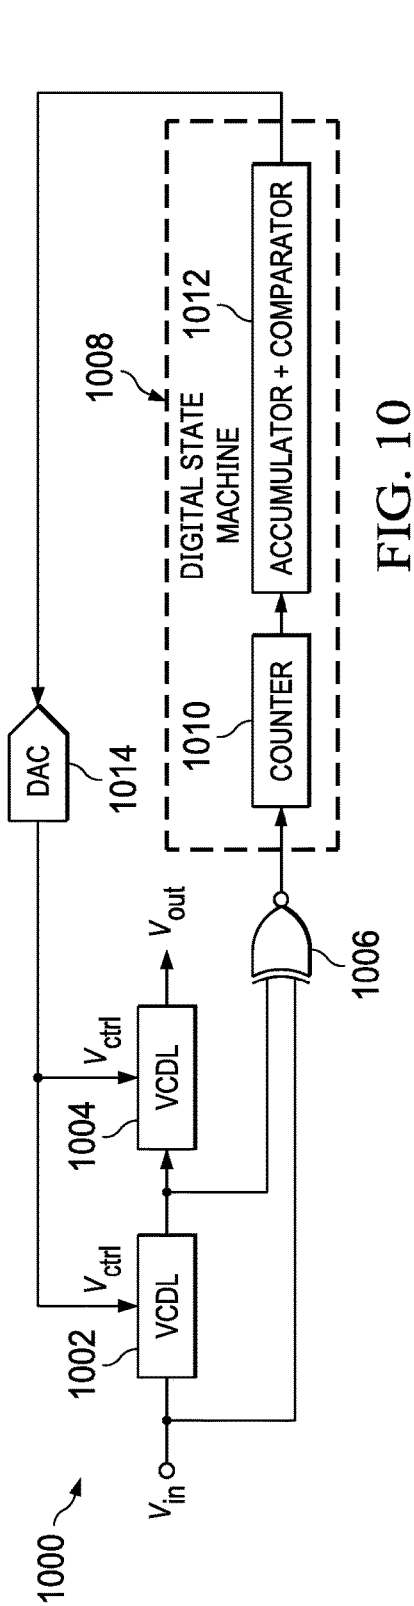 1000
V_in
1002
VCDL
V_ctrl
1004
VCDL
V_ctrl
V_out
DAC
1014
1006
1008
DIGITAL STATE
MACHINE
1010
COUNTER
1012
ACCUMULATOR + COMPARATOR
FIG. 10